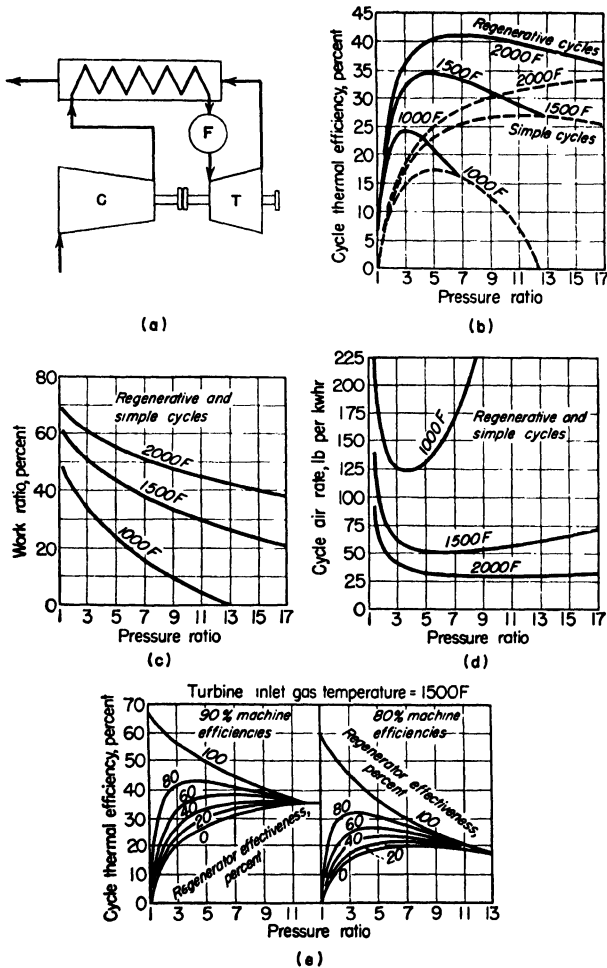 F
C
T
(a)
Cycle thermal efficiency, percent
45
40
35
30
25
20
15
10
5
0
Regenerative cycles
2000F
2000F
1500F
1500F
Simple cycles
1000F
1000F
1 3 5 7 9 11 13 15 17
Pressure ratio
(b)
Work ratio, percent
80
60
40
20
0
Regenerative and
simple cycles
2000F
1500F
1000F
1 3 5 7 9 11 13 15 17
Pressure ratio
(c)
Cycle air rate, lb per kwhr
225
200
175
150
125
100
75
50
25
0
1000F
Regenerative and
simple cycles
1500F
2000F
1 3 5 7 9 11 13 15 17
Pressure ratio
(d)
Turbine inlet gas temperature = 1500F
Cycle thermal efficiency, percent
70
60
50
40
30
20
10
0
90% machine
efficiencies
100
80
60
40
20
0
Regenerator effectiveness,
percent
1 3 5 7 9 11
80% machine
efficiencies
Regenerator effectiveness,
percent
100
80
60
40
20
0
1 3 5 7 9 11 13
Pressure ratio
(e)